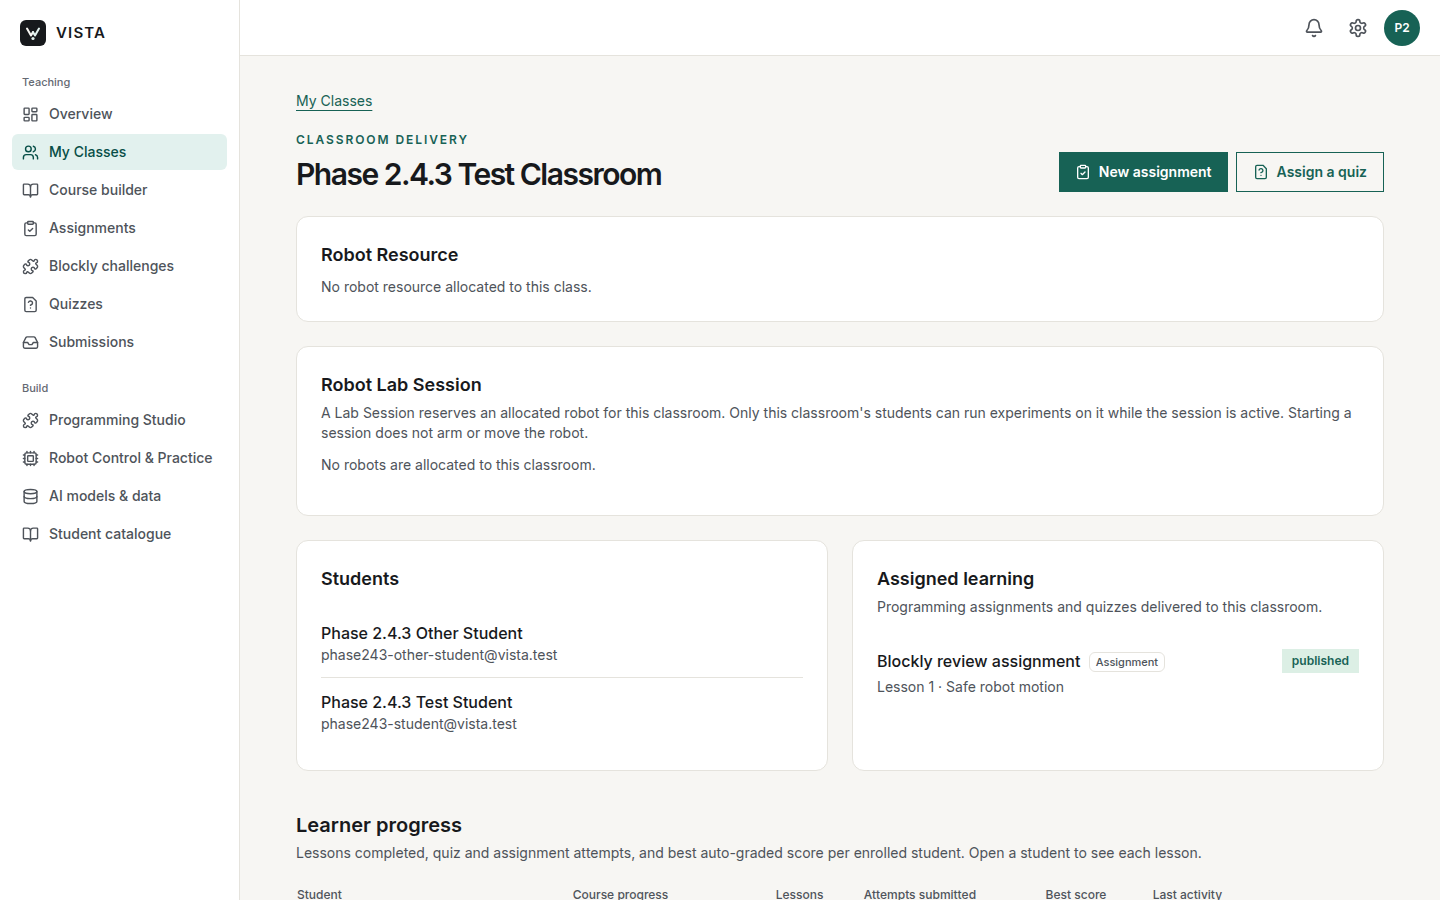 VISTA
Teaching
Overview
My Classes
Course builder
Assignments
Blockly challenges
Quizzes
Submissions
Build
Programming Studio
Robot Control & Practice
AI models & data
Student catalogue
P2
My Classes
CLASSROOM DELIVERY
Phase 2.4.3 Test Classroom
New assignment
Assign a quiz
Robot Resource
No robot resource allocated to this class.
Robot Lab Session
A Lab Session reserves an allocated robot for this classroom. Only this classroom's students can run experiments on it while the session is active. Starting a
session does not arm or move the robot.
No robots are allocated to this classroom.
Students
Phase 2.4.3 Other Student
phase243-other-student@vista.test
Phase 2.4.3 Test Student
phase243-student@vista.test
Assigned learning
Programming assignments and quizzes delivered to this classroom.
Blockly review assignment Assignment published
Lesson 1 · Safe robot motion
Learner progress
Lessons completed, quiz and assignment attempts, and best auto-graded score per enrolled student. Open a student to see each lesson.
Student Course progress Lessons Attempts submitted Best score Last activity